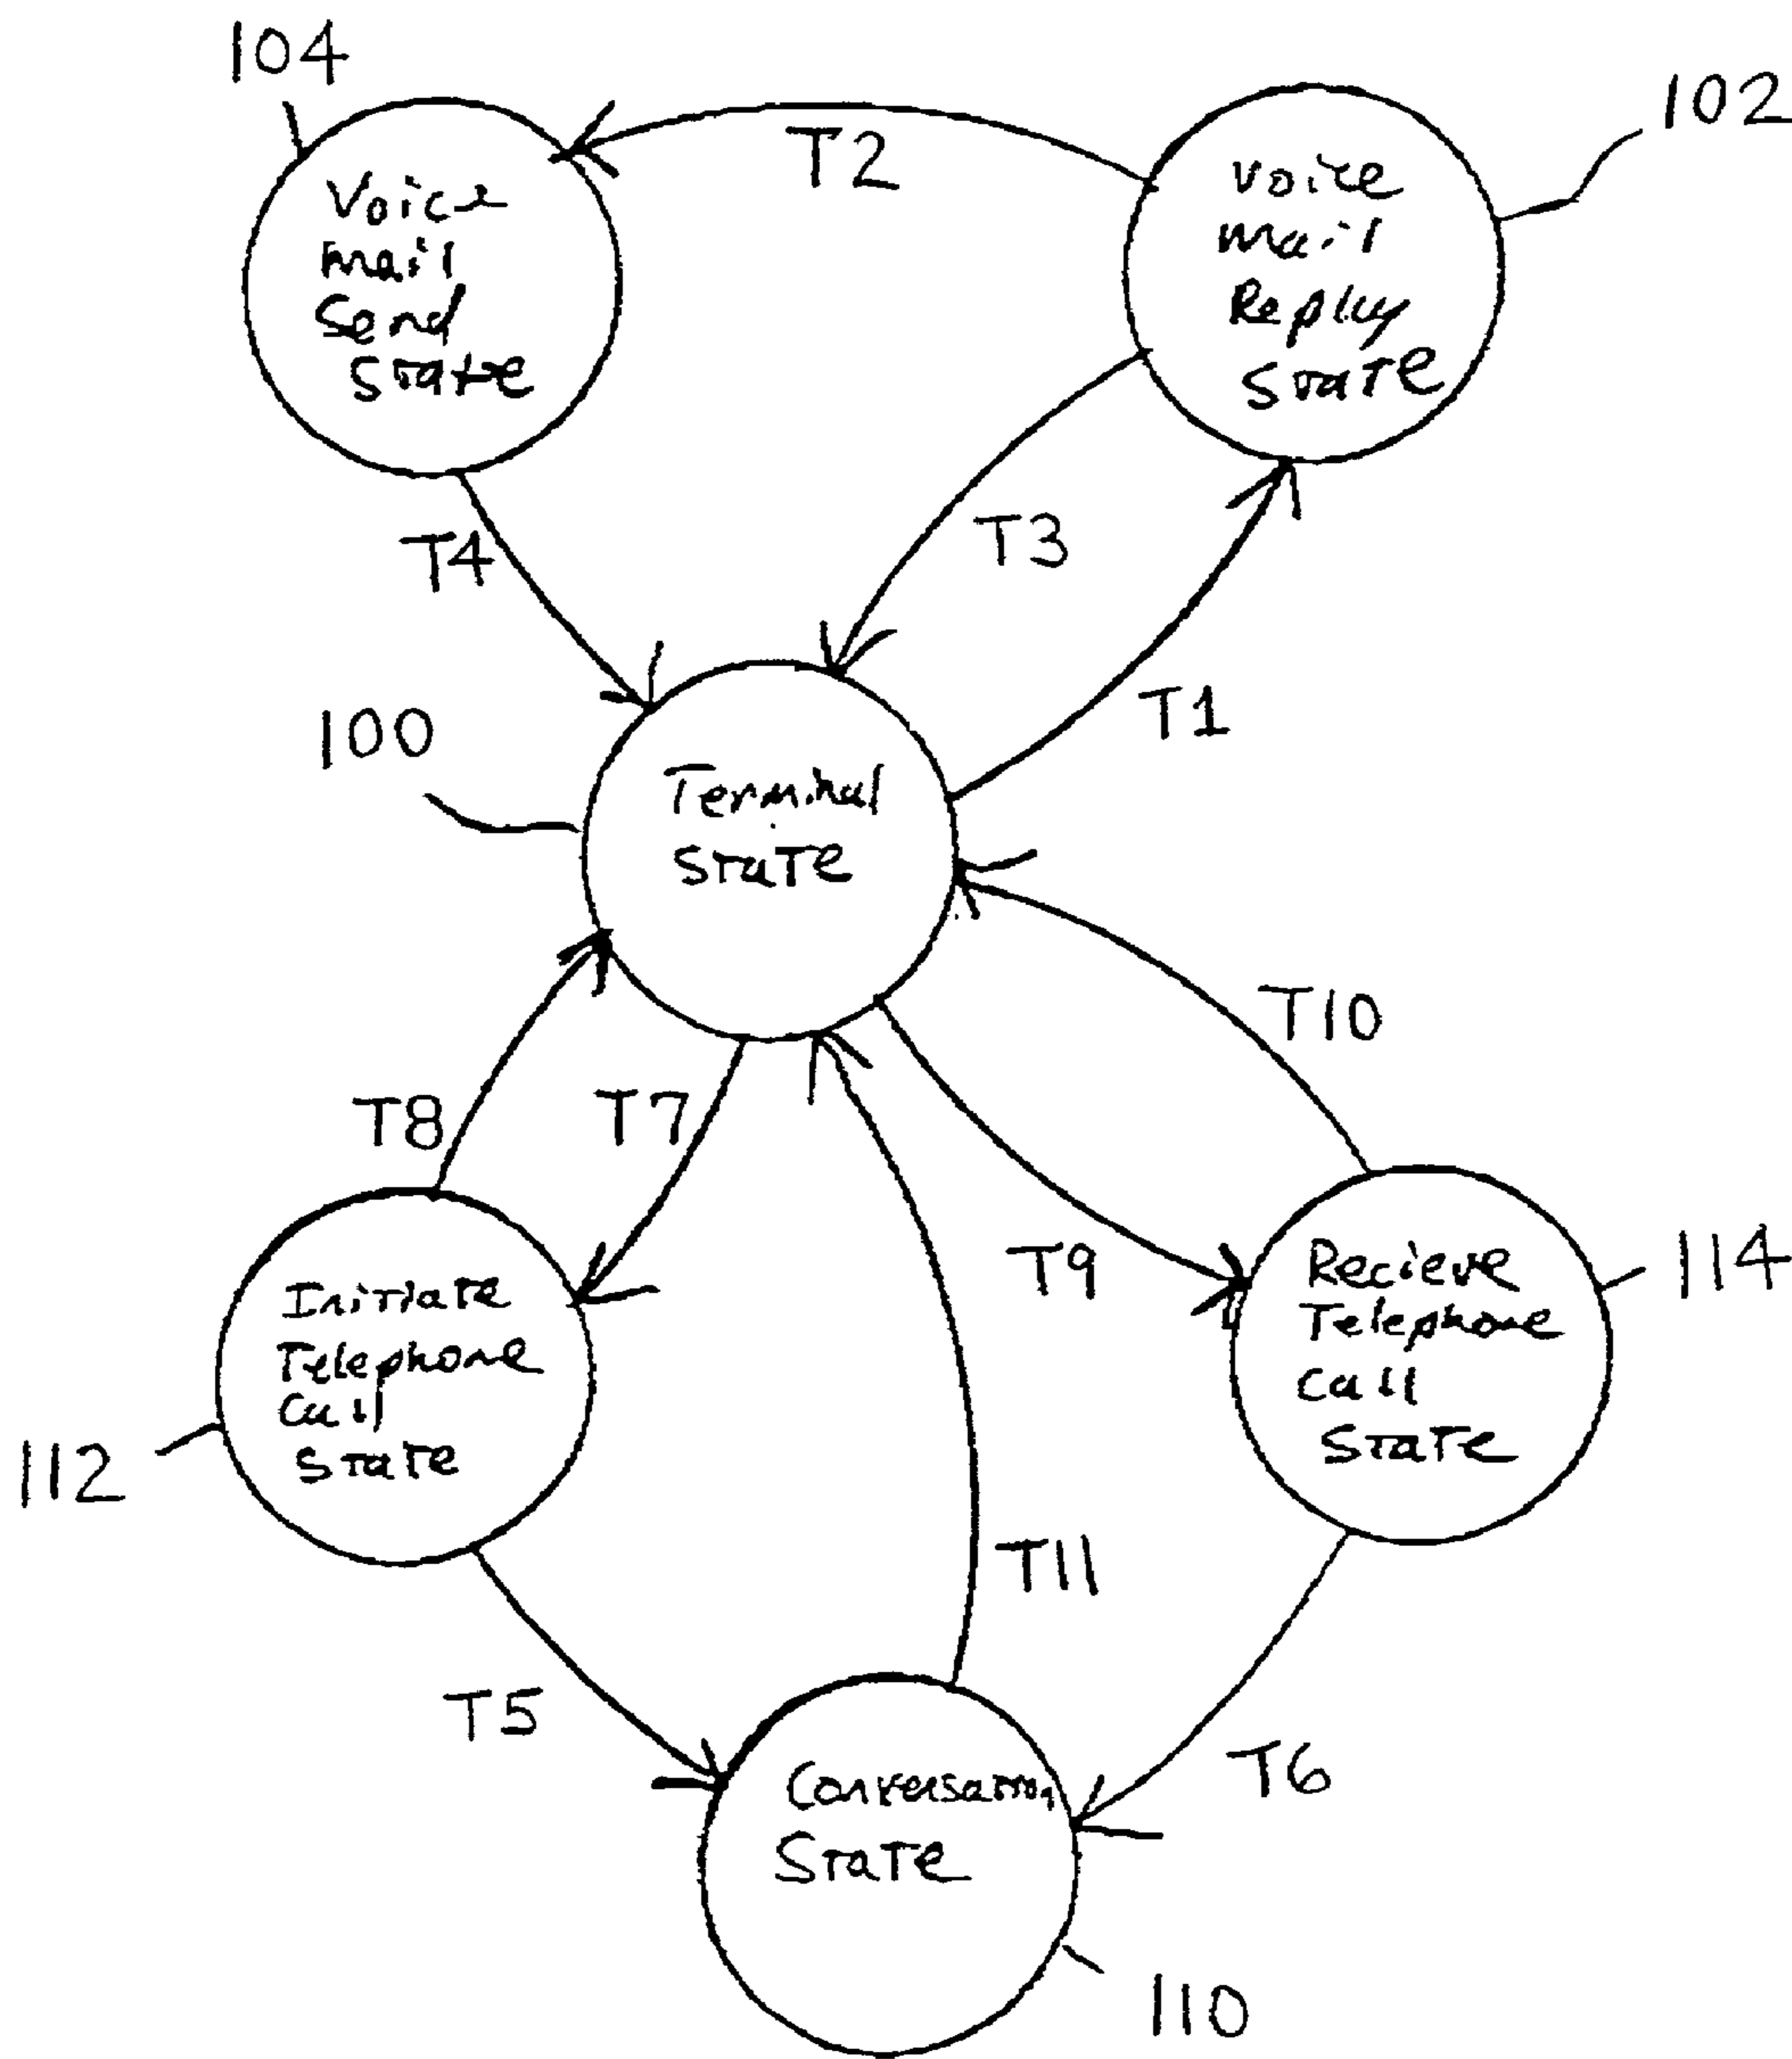 104
102
T2
Voice
mail
Send
State
Voice
mail
Replay
State
T4
T3
T1
100
Terminal
State
T10
T8
T7
T9
Initiate
Telephone
Call
State
112
Recieve
Telephone
Call
State
114
T11
T5
T6
Conversation
State
110